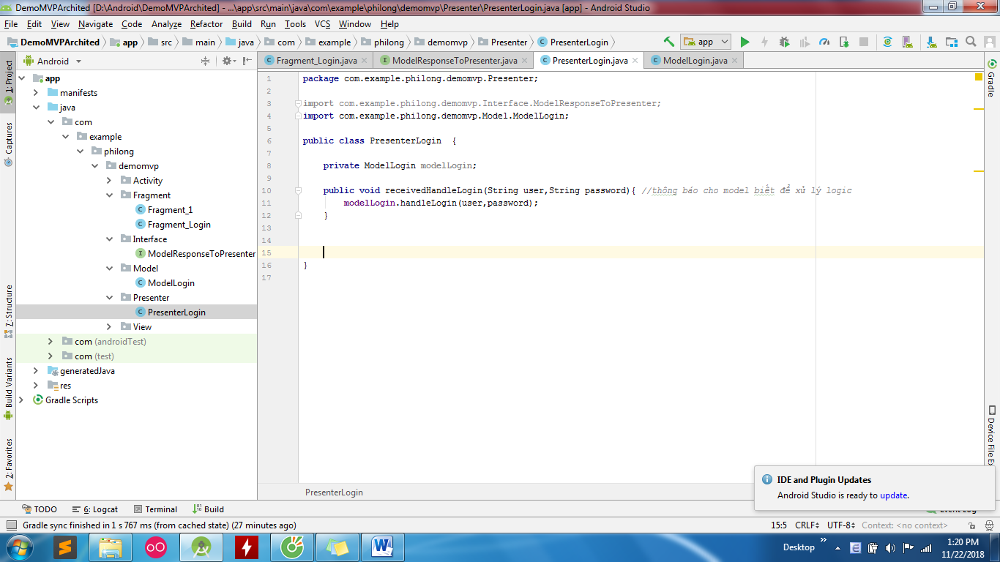 DemoMVPArchited [D:\Android\DemoMVPArchited] - ...\app\src\main\java\com\example\philong\demomvp\Presenter\PresenterLogin.java [app] - Android Studio
File Edit View Navigate Code Analyze Refactor Build Run Tools VCS Window Help
DemoMVPArchited app src main java com example philong demomvp Presenter PresenterLogin app
Android
Fragment_Login.java ModelResponseToPresenter.java PresenterLogin.java ModelLogin.java
1: Project
Captures
7: Structure
Build Variants
2: Favorites
app
manifests
java
com
example
philong
demomvp
Activity
Fragment
Fragment_1
Fragment_Login
Interface
ModelResponseToPresenter
Model
ModelLogin
Presenter
PresenterLogin
View
com (androidTest)
com (test)
generatedJava
res
Gradle Scripts
1 package com.example.philong.demomvp.Presenter;
2
3 import com.example.philong.demomvp.Interface.ModelResponseToPresenter;
4 import com.example.philong.demomvp.Model.ModelLogin;
5
6 public class PresenterLogin {
7
8 private ModelLogin modelLogin;
9
10 public void receivedHandleLogin(String user,String password){ //thông báo cho model biết để xử lý logic
11 modelLogin.handleLogin(user,password);
12 }
13
14
15
16 }
17
Gradle
Device File Ex
PresenterLogin
IDE and Plugin Updates
Android Studio is ready to update.
TODO 6: Logcat Terminal Build Event Log
Gradle sync finished in 1 s 767 ms (from cached state) (27 minutes ago) 15:5 CRLF UTF-8 Context: <no context>
Desktop
1:20 PM
11/22/2018